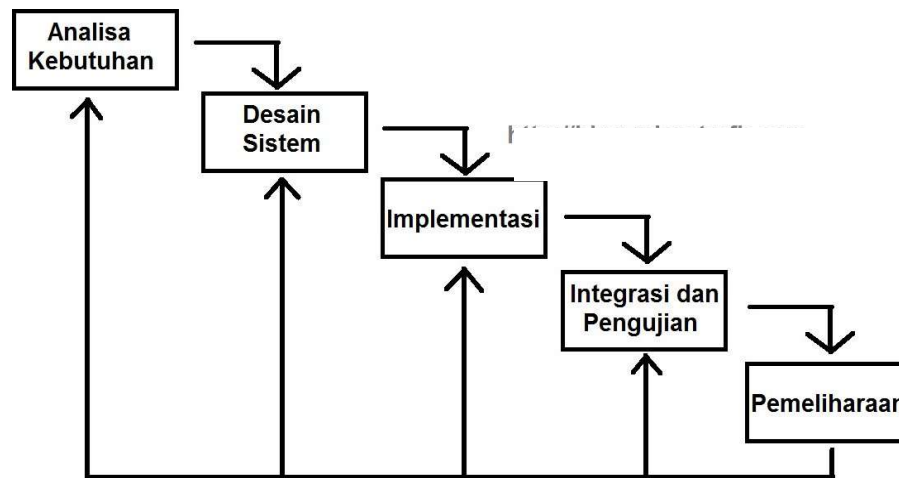 Analisa
Kebutuhan
Desain
Sistem
Implementasi
Integrasi dan
Pengujian
Pemeliharaan